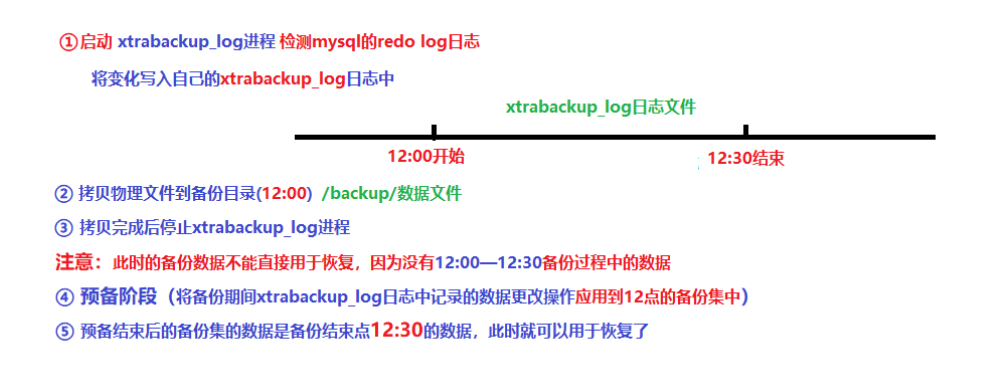 ①启动 xtrabackup_log进程 检测mysql的redo log日志
将变化写入自己的xtrabackup_log日志中
xtrabackup_log日志文件
12:00开始
12:30结束
② 拷贝物理文件到备份目录(12:00) /backup/数据文件
③ 拷贝完成后停止xtrabackup_log进程
注意：此时的备份数据不能直接用于恢复，因为没有12:00—12:30备份过程中的数据
④ 预备阶段（将备份期间xtrabackup_log日志中记录的数据更改操作应用到12点的备份集中）
⑤ 预备结束后的备份集的数据是备份结束点12:30的数据，此时就可以用于恢复了